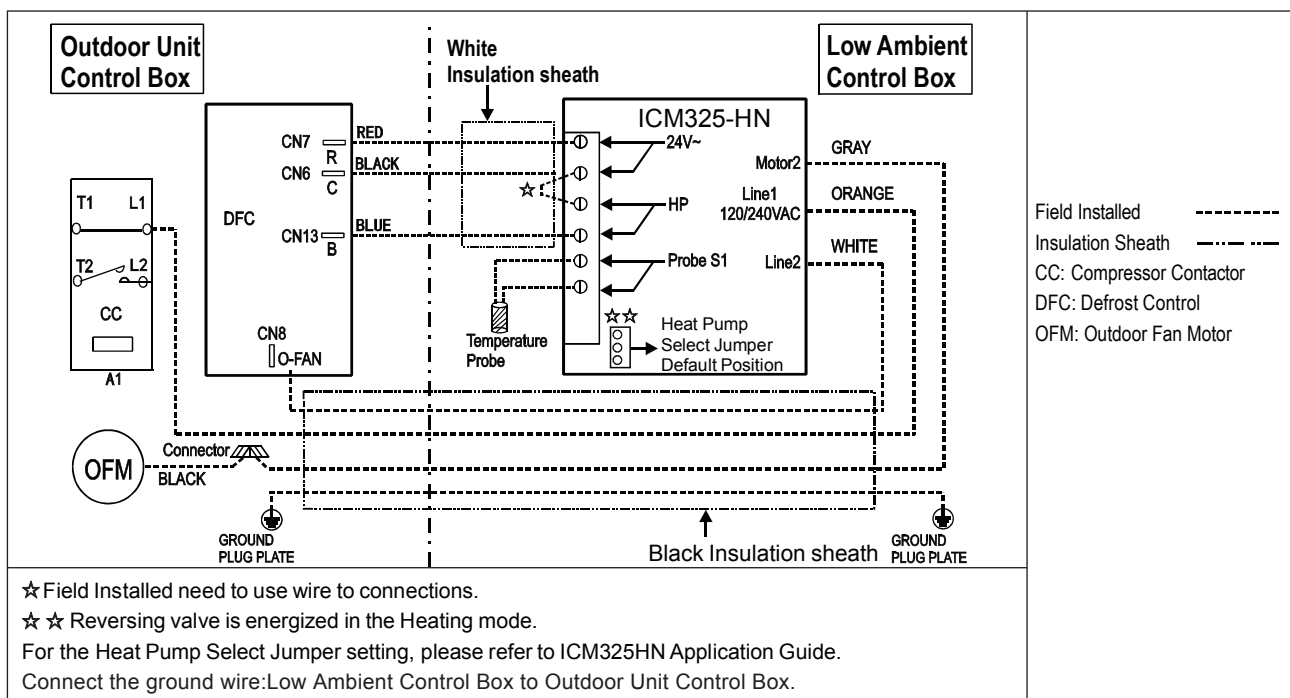 Outdoor Unit
Control Box
White
Insulation sheath
Low Ambient
Control Box
ICM325-HN
CN7
R
RED
CN6
C
BLACK
DFC
CN13
B
BLUE
CN8
O-FAN
T1 L1
T2 L2
CC
A1
24V~
HP
Probe S1
Temperature
Probe
☆☆
Heat Pump
Select Jumper
Default Position
☆
Motor2
GRAY
Line1
120/240VAC
ORANGE
Line2
WHITE
OFM
Connector
BLACK
GROUND
PLUG PLATE
Black Insulation sheath
GROUND
PLUG PLATE
Field Installed
Insulation Sheath
CC: Compressor Contactor
DFC: Defrost Control
OFM: Outdoor Fan Motor
☆Field Installed need to use wire to connections.
☆ ☆ Reversing valve is energized in the Heating mode.
For the Heat Pump Select Jumper setting, please refer to ICM325HN Application Guide.
Connect the ground wire:Low Ambient Control Box to Outdoor Unit Control Box.